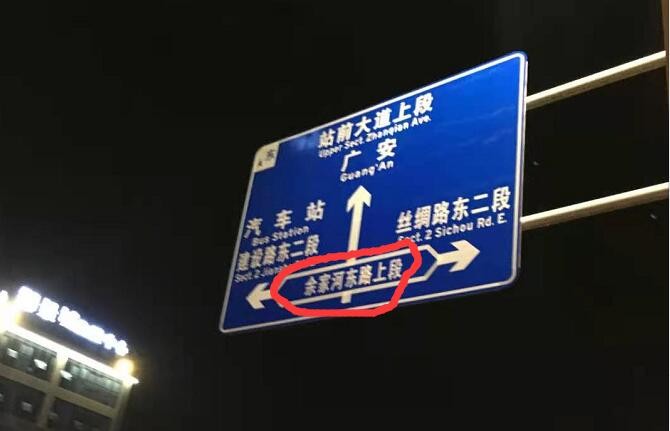 东
站前大道上段
Upper Sect. Zhanqian Ave.
广安
Guang'An
汽车站
Bus Station
建设路东二段
丝绸路东二段
Sect. 2 Sichou Rd. E.
余家河东路上段